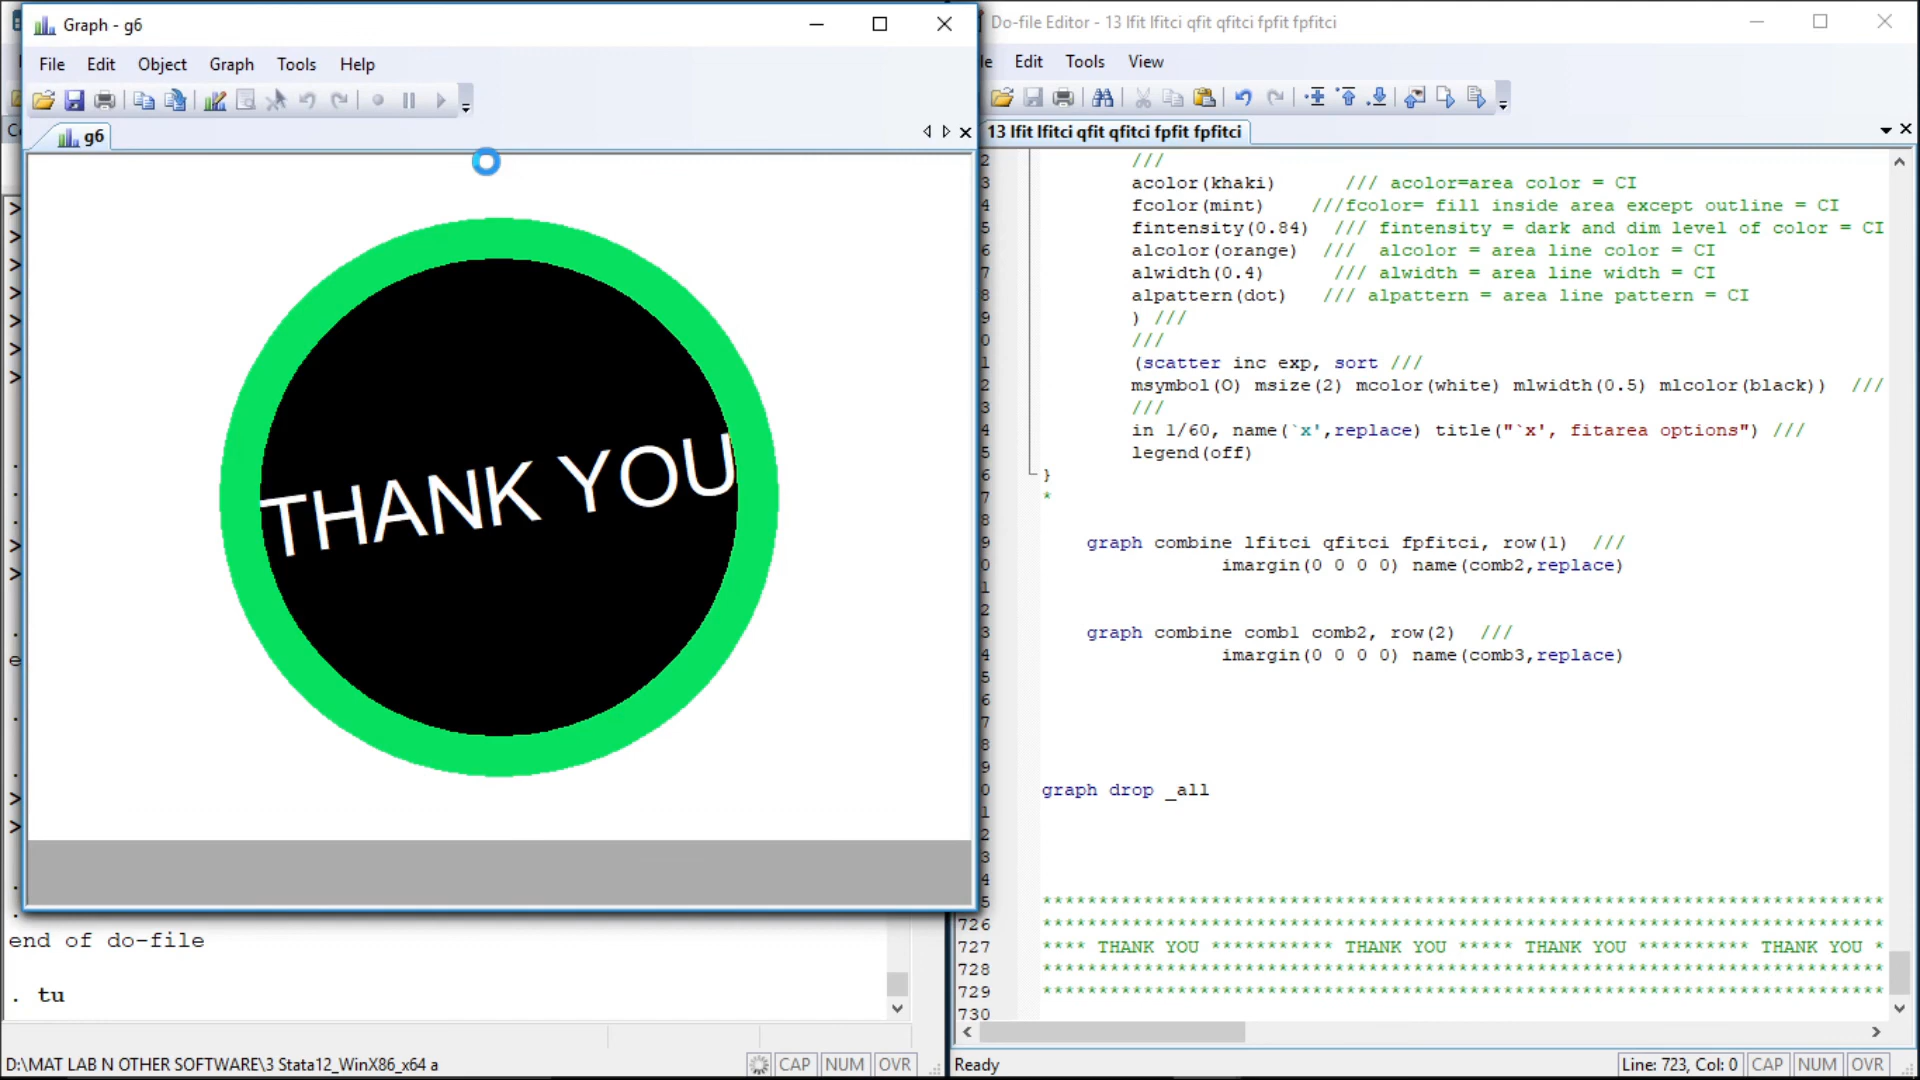 Graph - g6
File Edit Object Graph Tools Help
g6
THANK YOU
end of do-file
. tu
D:\MAT LAB N OTHER SOFTWARE\3 Stata12_WinX86_x64 a
CAP NUM OVR
Do-file Editor - 13 lfit lfitci qfit qfitci fpfit fpfitci
Edit Tools View
13 lfit lfitci qfit qfitci fpfit fpfitci
///
acolor(khaki) /// acolor=area color = CI
fcolor(mint) ///fcolor= fill inside area except outline = CI
fintensity(0.84) /// fintensity = dark and dim level of color = CI
alcolor(orange) /// alcolor = area line color = CI
alwidth(0.4) /// alwidth = area line width = CI
alpattern(dot) /// alpattern = area line pattern = CI
) ///
///
(scatter inc exp, sort ///
msymbol(O) msize(2) mcolor(white) mlwidth(0.5) mlcolor(black)) ///
///
in 1/60, name(`x',replace) title("`x', fitarea options") ///
legend(off)
}
*
graph combine lfitci qfitci fpfitci, row(1) ///
imargin(0 0 0 0) name(comb2,replace)
graph combine comb1 comb2, row(2) ///
imargin(0 0 0 0) name(comb3,replace)
graph drop _all
***************************************************************************
726 ***************************************************************************
727 **** THANK YOU *********** THANK YOU ***** THANK YOU ********** THANK YOU *
728 ***************************************************************************
729 ***************************************************************************
730
Ready
Line: 723, Col: 0 CAP NUM OVR